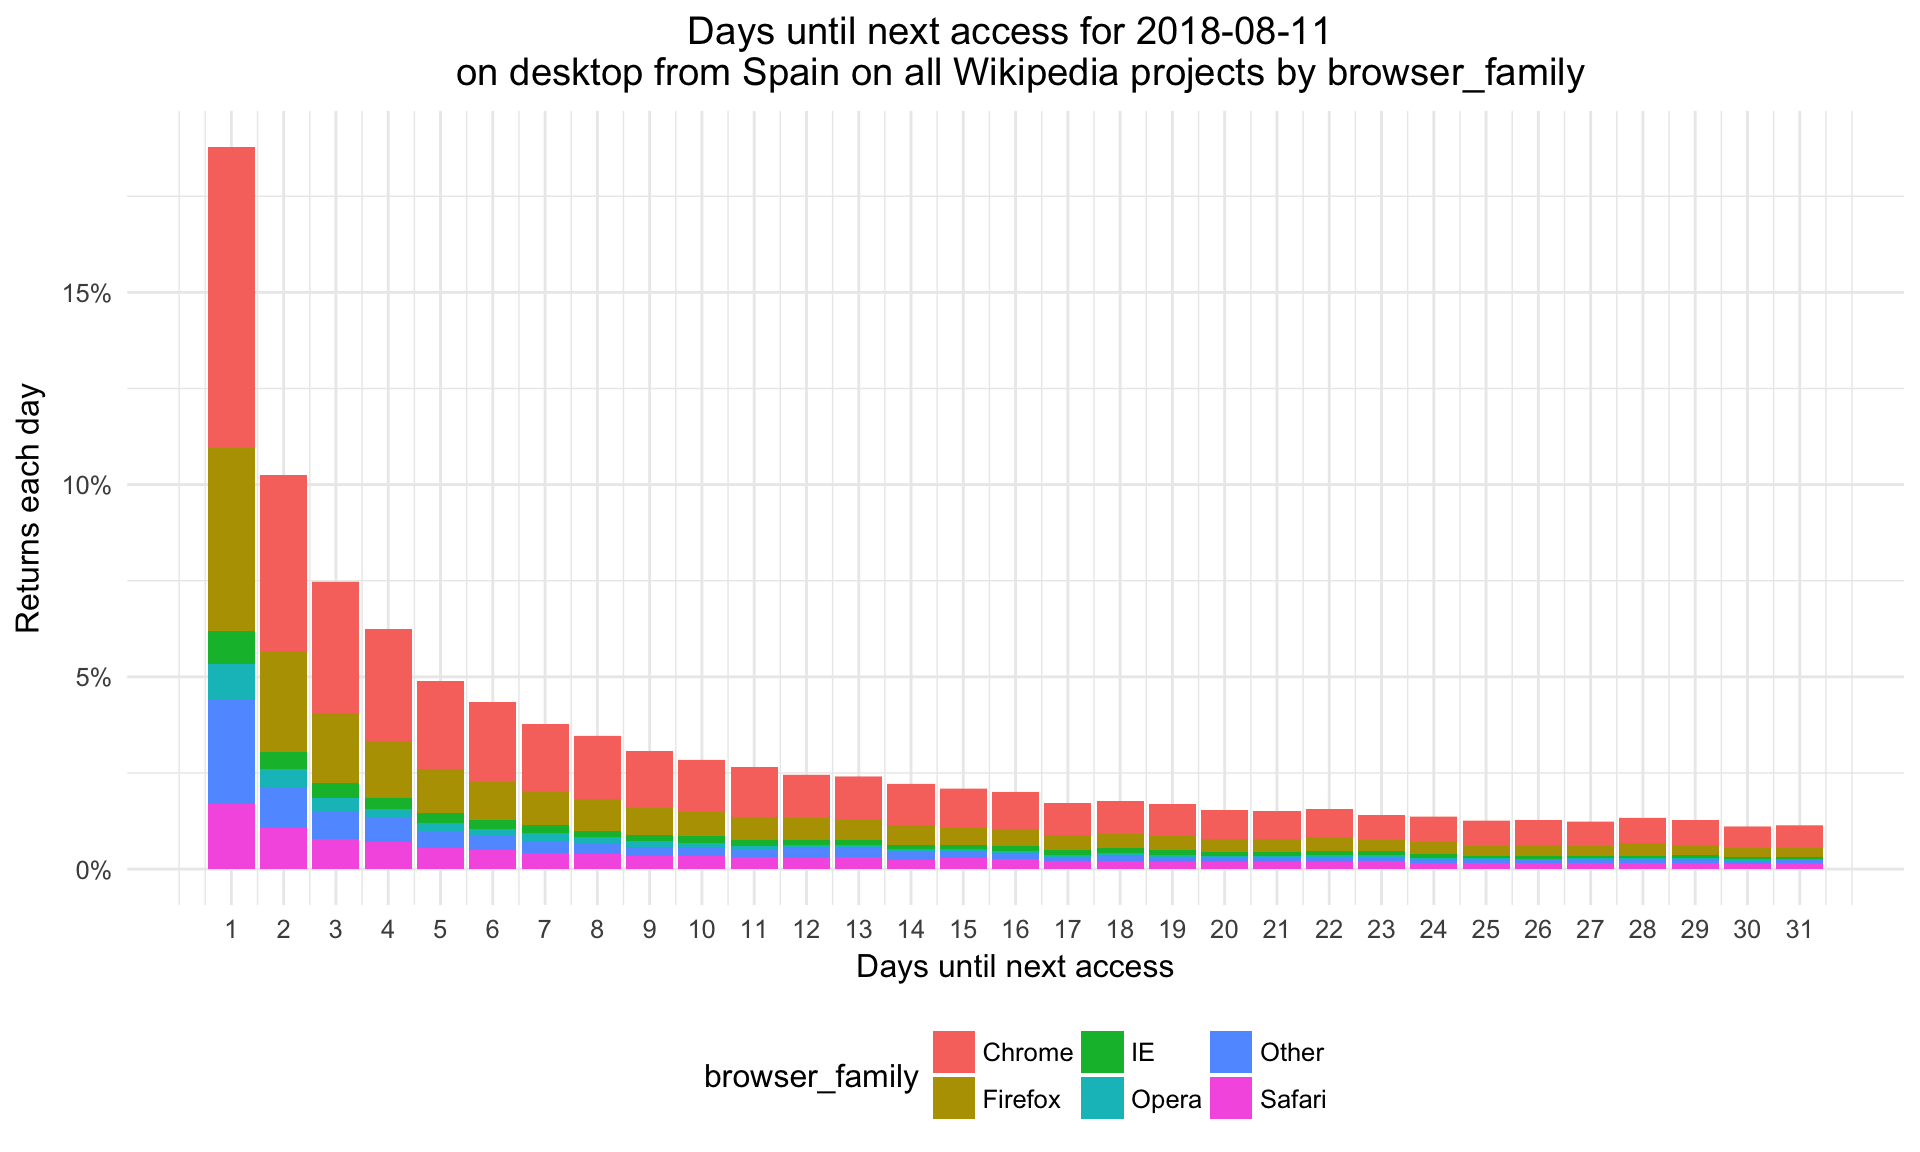 Days until next access for 2018-08-11
on desktop from Spain on all Wikipedia projects by browser_family
Returns each day
15%
10%
5%
0%
1 2 3 4 5 6 7 8 9 10 11 12 13 14 15 16 17 18 19 20 21 22 23 24 25 26 27 28 29 30 31
Days until next access
browser_family
Chrome IE Other
Firefox Opera Safari